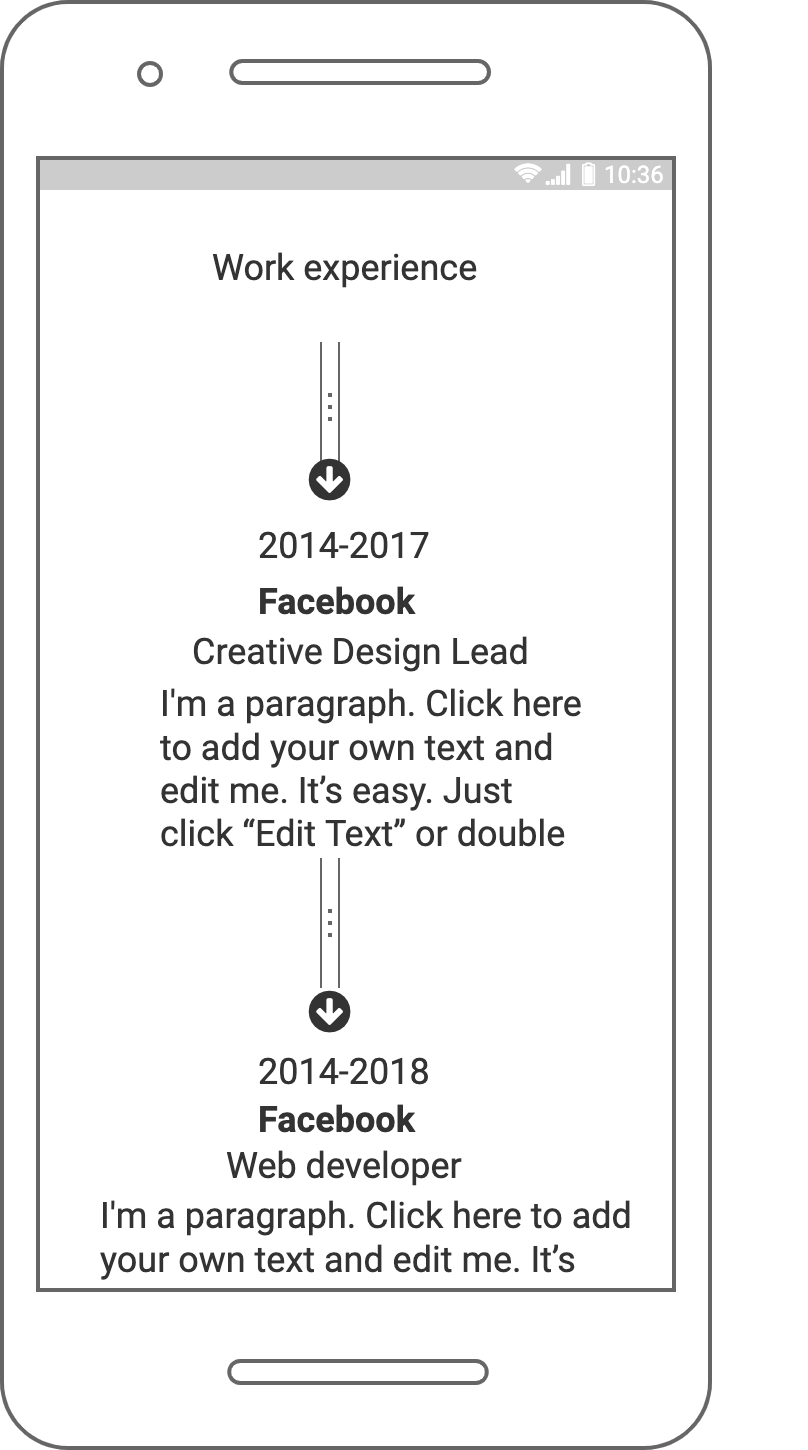 10:36
Work experience
2014-2017
Facebook
Creative Design Lead
I'm a paragraph. Click here
to add your own text and
edit me. It’s easy. Just
click “Edit Text” or double
2014-2018
Facebook
Web developer
I'm a paragraph. Click here to add
your own text and edit me. It’s